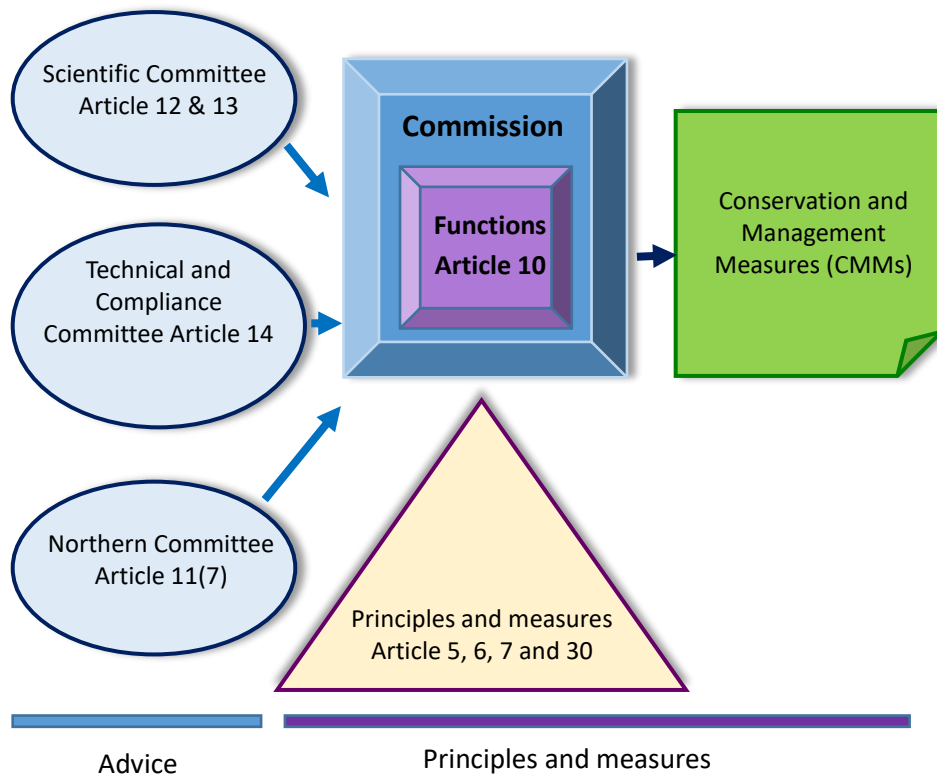 Scientific Committee
Article 12 & 13
Technical and
Compliance
Committee Article 14
Northern Committee
Article 11(7)
Commission
Functions
Article 10
Conservation and
Management
Measures (CMMs)
Principles and measures
Article 5, 6, 7 and 30
Advice
Principles and measures